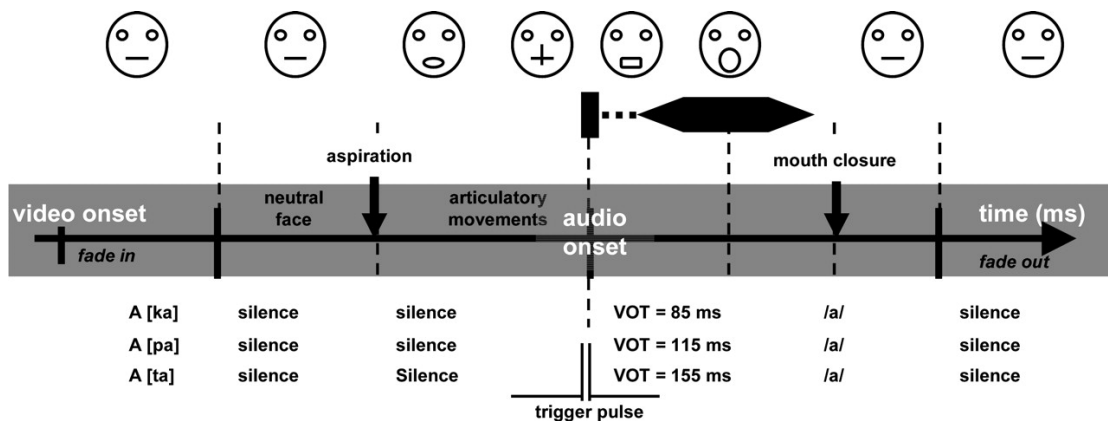 aspiration
mouth closure
neutral
face
articulatory
movements
video onset
audio
onset
time (ms)
fade in
fade out
A [ka] silence silence VOT = 85 ms /a/ silence
A [pa] silence silence VOT = 115 ms /a/ silence
A [ta] silence Silence VOT = 155 ms /a/ silence
trigger pulse